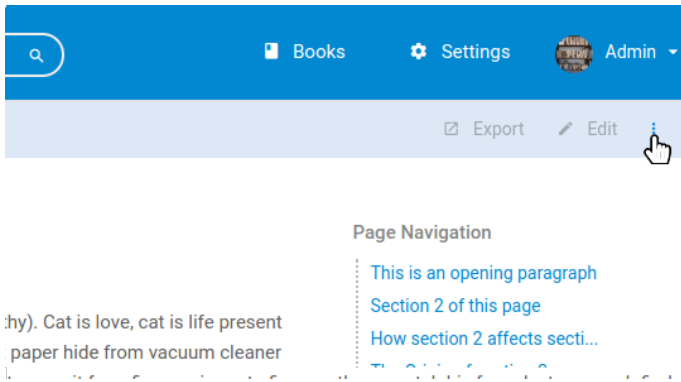 Books Settings Admin
Export Edit
Page Navigation
This is an opening paragraph
Section 2 of this page
How section 2 affects secti...
:hy). Cat is love, cat is life present
paper hide from vacuum cleaner